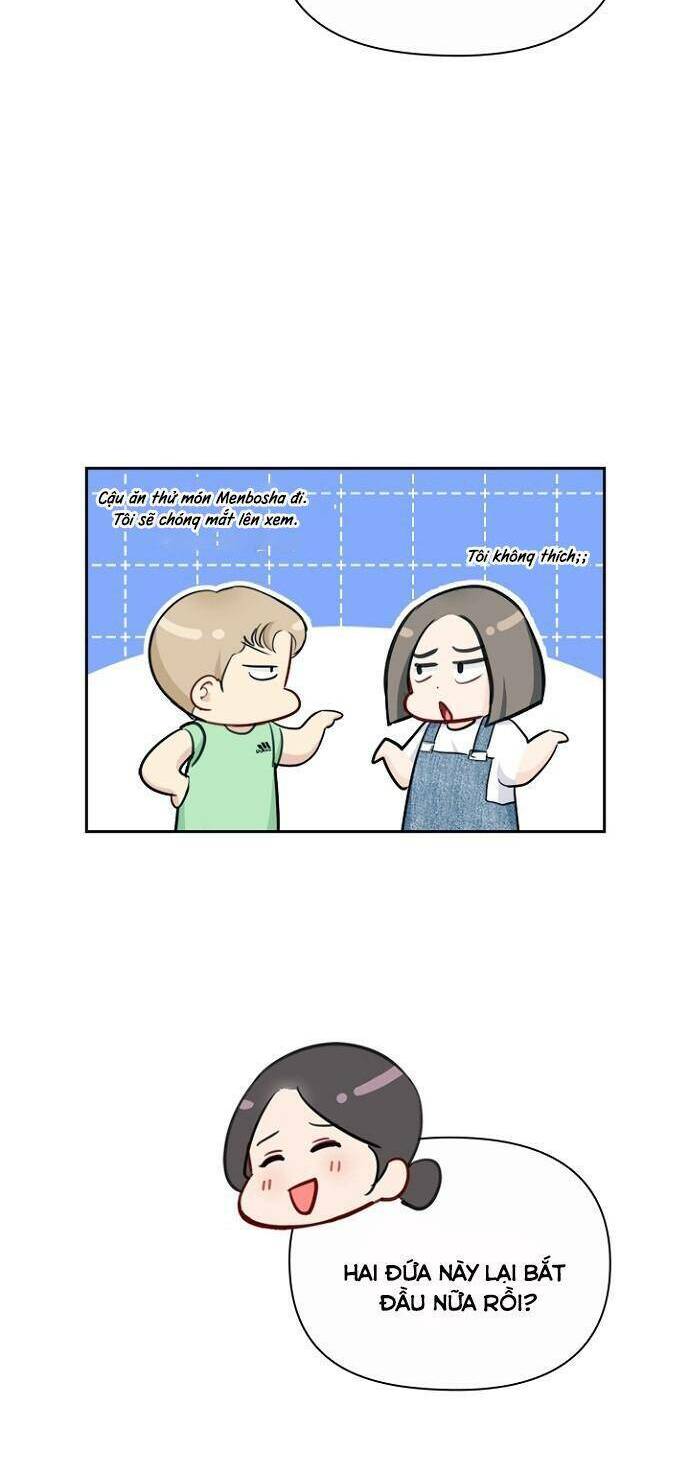 Cậu ăn thử món Menbosha đi.
Tôi sẽ chóng mắt lên xem.
Tôi không thích;;
HAI ĐỨA NÀY LẠI BẮT
ĐẦU NỮA RỒI?